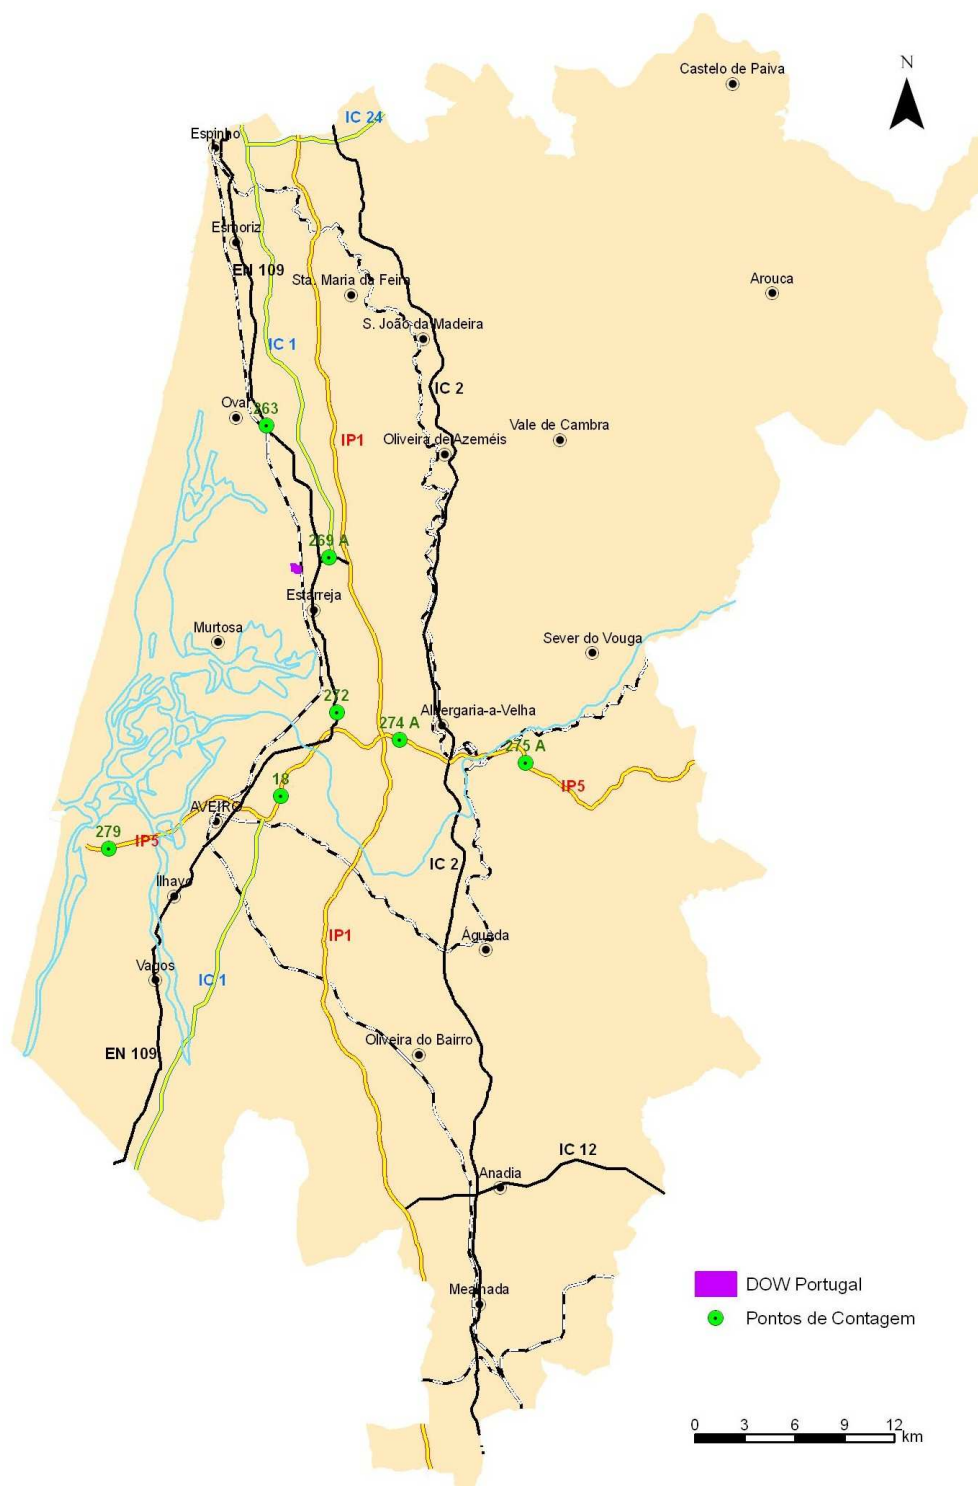 Castelo de Paiva
N
IC 24
Espinho
Esmoriz
EN 109
Sta. Maria da Feira
Arouca
S. João da Madeira
IC 1
IC 2
Ovar
263
Vale de Cambra
IP1
Oliveira de Azeméis
269 A
Estarreja
Murtosa
Sever do Vouga
272
Albergaria-a-Velha
274 A
275 A
18
IP5
AVEIRO
279
IP5
IC 2
Ílhavo
IP1
Águeda
Vagos
IC 1
Oliveira do Bairro
EN 109
IC 12
Anadia
Mealhada
DOW Portugal
Pontos de Contagem
0 3 6 9 12
km